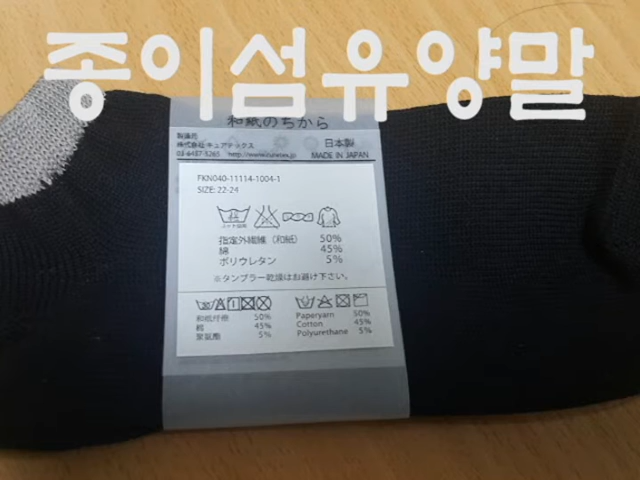 종이섬유양말
和紙のちから
製造元
株式会社キュアテックス
日本製
MADE IN JAPAN
FKN040-11114-1004-1
SIZE: 22-24
指定外繊維（和紙） 50%
綿 45%
ポリウレタン 5%
※タンブラー乾燥はお避け下さい。
和纸纤维 50%
棉 45%
聚氨酯 5%
Paperyarn 50%
Cotton 45%
Polyurethane 5%